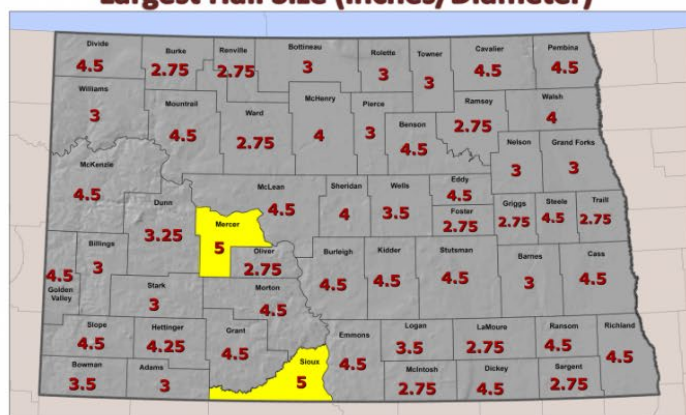 Largest Hail Size (Inches/Diameter)
Divide
4.5
Burke
2.75
Renville
2.75
Bottineau
3
Rolette
3
Towner
3
Cavalier
4.5
Pembina
4.5
Williams
3
Mountrail
4.5
Ward
2.75
McHenry
4
Pierce
3
Benson
4.5
Ramsey
2.75
Walsh
4
Nelson
3
Grand Forks
3
McKenzie
4.5
Dunn
3.25
Mercer
5
McLean
4.5
Sheridan
4
Wells
3.5
Eddy
4.5
Foster
2.75
Griggs
2.75
Steele
4.5
Traill
2.75
Oliver
2.75
Golden
Valley
4.5
Billings
3
Stark
3
Morton
4.5
Burleigh
4.5
Kidder
4.5
Stutsman
4.5
Barnes
3
Cass
4.5
Slope
4.5
Hettinger
4.25
Grant
4.5
Sioux
5
Emmons
4.5
Logan
3.5
LaMoure
2.75
Ransom
4.5
Richland
4.5
Bowman
3.5
Adams
3
McIntosh
2.75
Dickey
4.5
Sargent
2.75